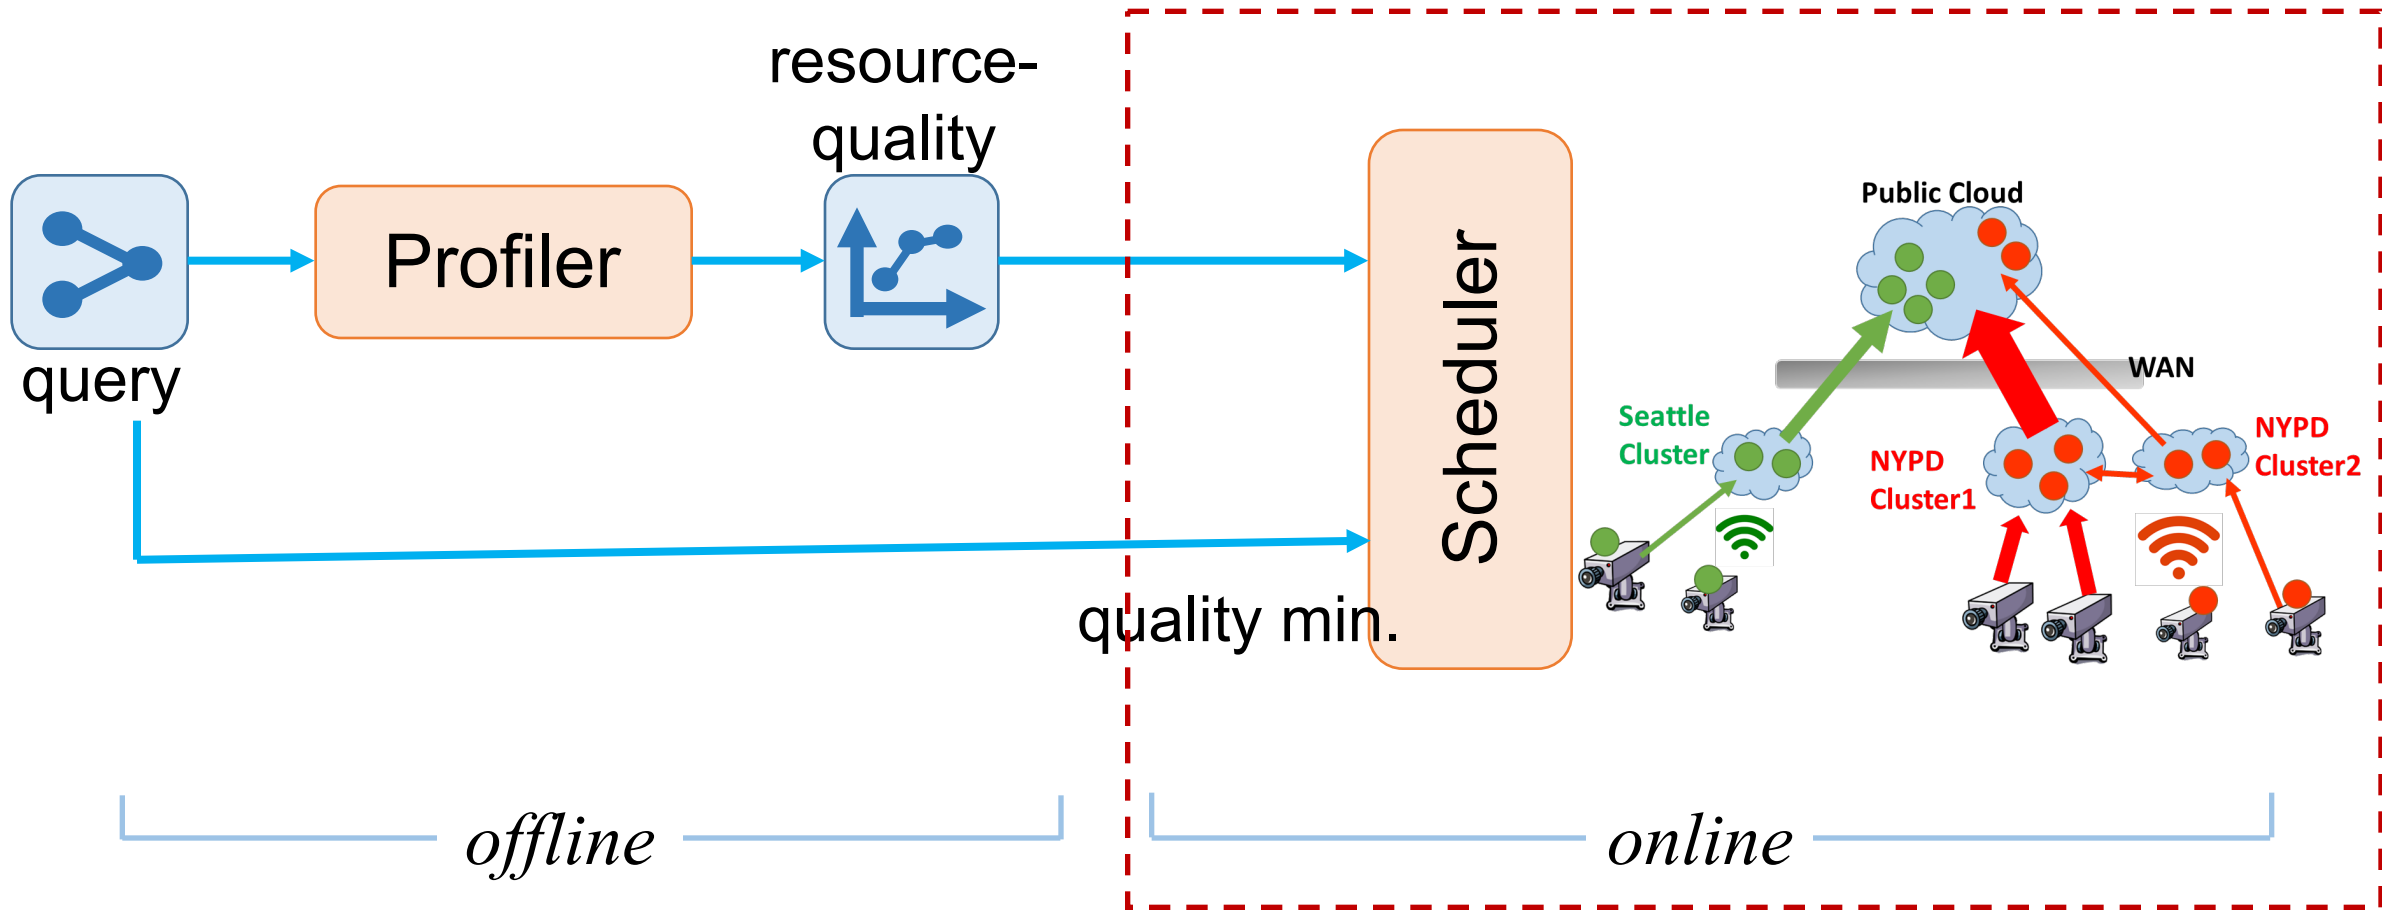 resource-
quality
query
Profiler
Scheduler
quality min.
Public Cloud
WAN
Seattle
Cluster
NYPD
Cluster1
NYPD
Cluster2
offline
online